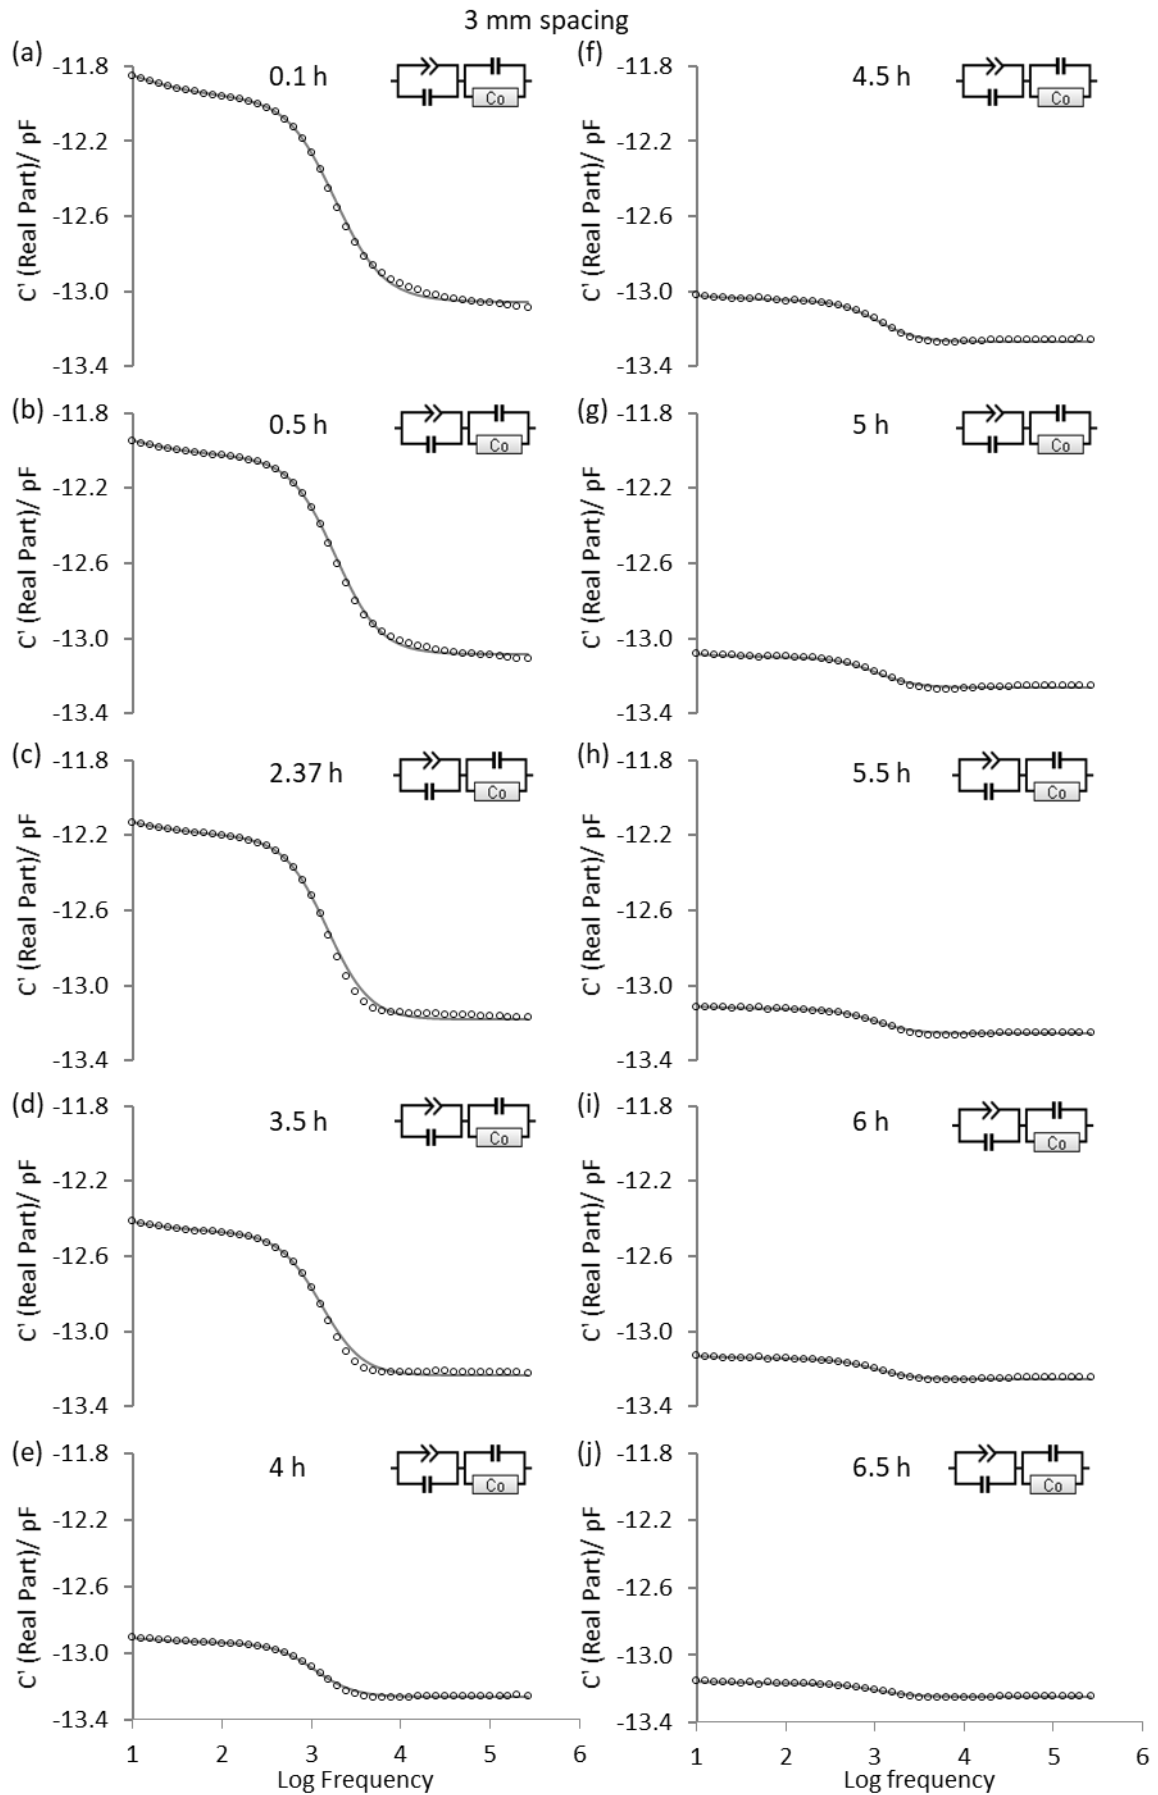 3 mm spacing
(a)
0.1 h
Co
C' (Real Part)/ pF
-11.8
-12.2
-12.6
-13.0
-13.4
(b)
0.5 h
Co
C' (Real Part)/ pF
-11.8
-12.2
-12.6
-13.0
-13.4
(c)
2.37 h
Co
C' (Real Part)/ pF
-11.8
-12.2
-12.6
-13.0
-13.4
(d)
3.5 h
Co
C' (Real Part)/ pF
-11.8
-12.2
-12.6
-13.0
-13.4
(e)
4 h
Co
C' (Real Part)/ pF
-11.8
-12.2
-12.6
-13.0
-13.4
1 2 3 4 5 6
Log Frequency
(f)
4.5 h
Co
C' (Real Part)/ pF
-11.8
-12.2
-12.6
-13.0
-13.4
(g)
5 h
Co
C' (Real Part)/ pF
-11.8
-12.2
-12.6
-13.0
-13.4
(h)
5.5 h
Co
C' (Real Part)/ pF
-11.8
-12.2
-12.6
-13.0
-13.4
(i)
6 h
Co
C' (Real Part)/ pF
-11.8
-12.2
-12.6
-13.0
-13.4
(j)
6.5 h
Co
C' (Real Part)/ pF
-11.8
-12.2
-12.6
-13.0
-13.4
1 2 3 4 5 6
Log frequency